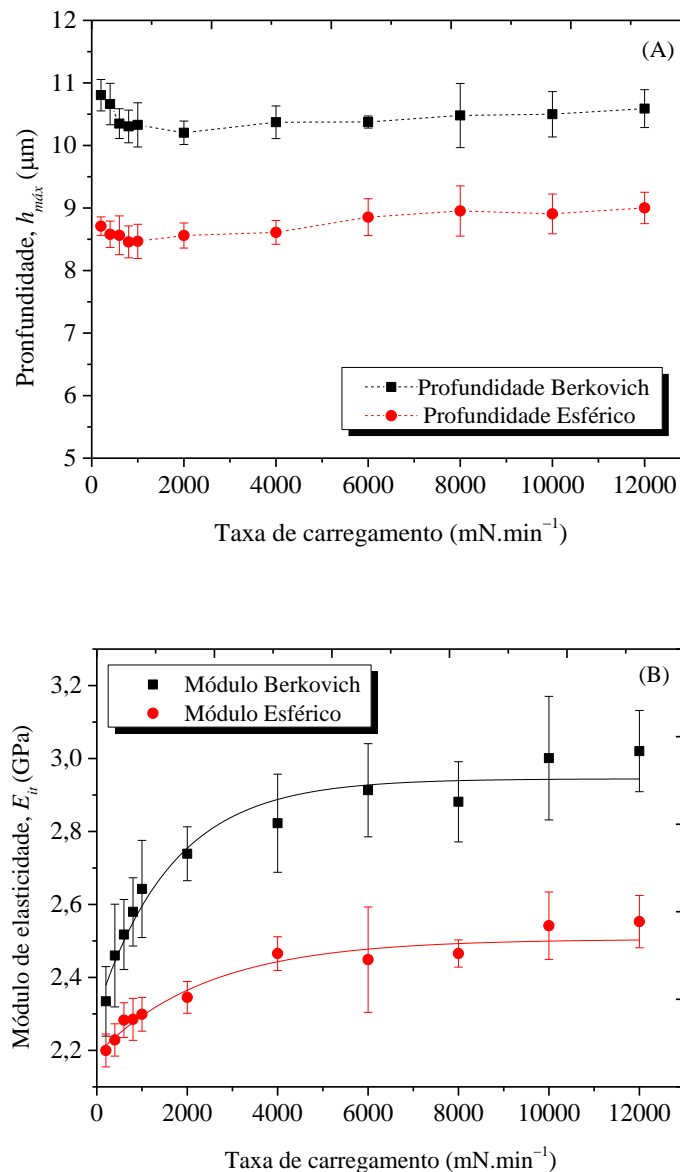 (A)
12
11
10
9
8
7
6
5
Pronfundidade, h_máx (μm)
Profundidade Berkovich
Profundidade Esférico
0 2000 4000 6000 8000 10000 12000
Taxa de carregamento (mN.min⁻¹)
(B)
Módulo Berkovich
Módulo Esférico
3,2
3,0
2,8
2,6
2,4
2,2
Módulo de elasticidade, E_it (GPa)
0 2000 4000 6000 8000 10000 12000
Taxa de carregamento (mN.min⁻¹)